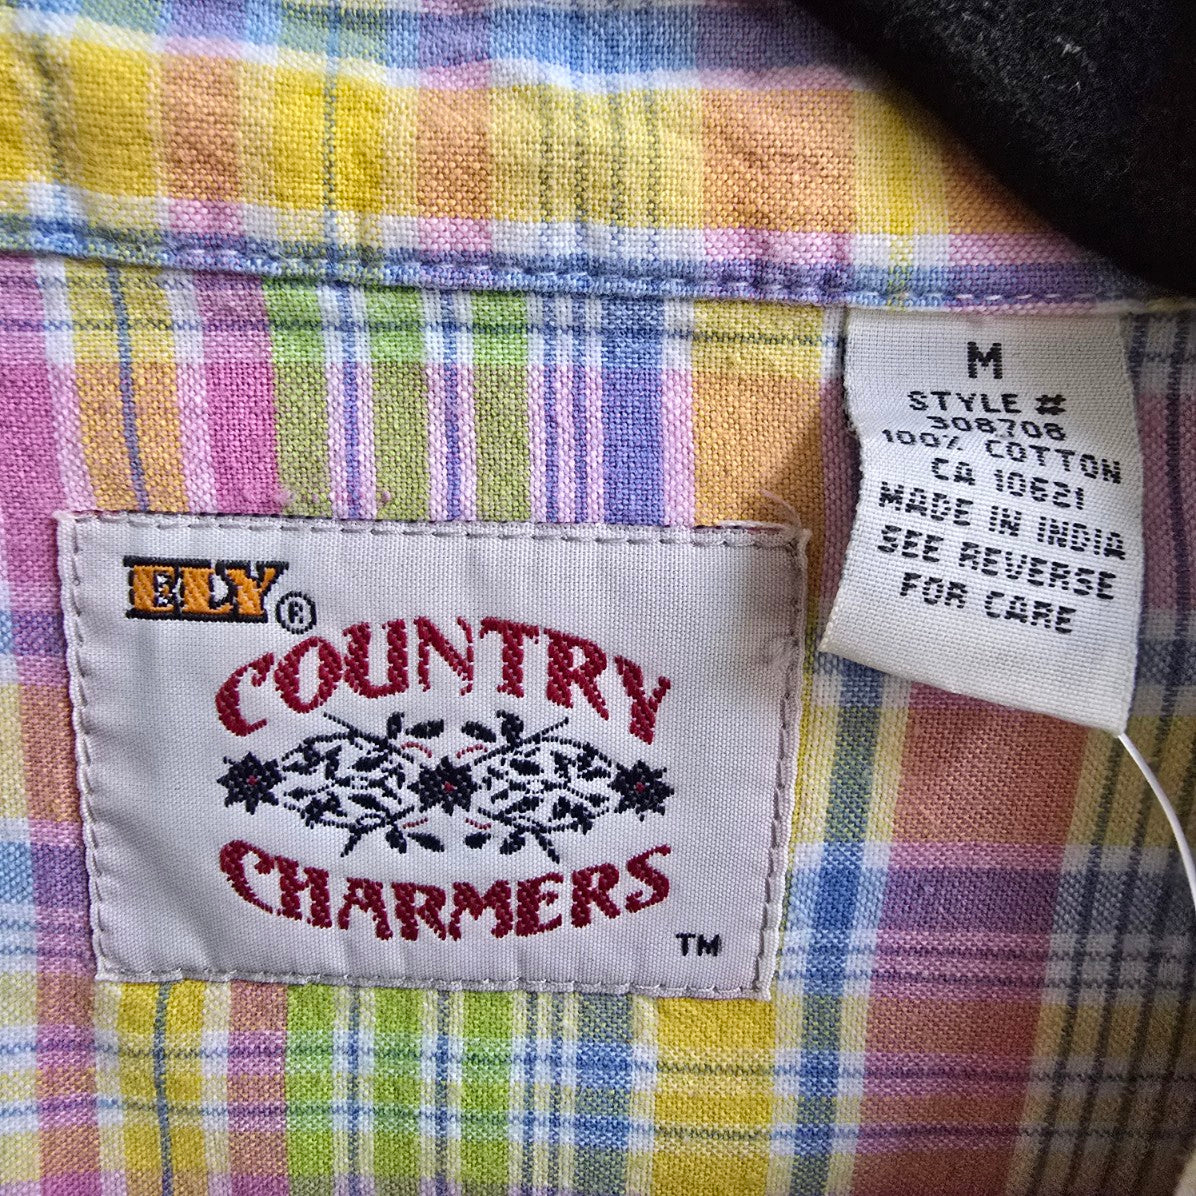 ELY®
COUNTRY
CHARMERS
TM
M
STYLE #
308708
100% COTTON
CA 10621
MADE IN INDIA
SEE REVERSE
FOR CARE